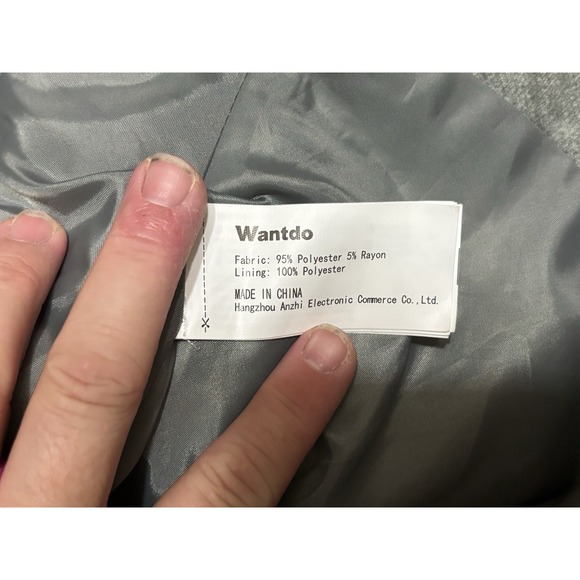 Wantdo
Fabric: 95% Polyester 5% Rayon
Lining: 100% Polyester
MADE IN CHINA
Hangzhou Anzhi Electronic Commerce Co.,Ltd.